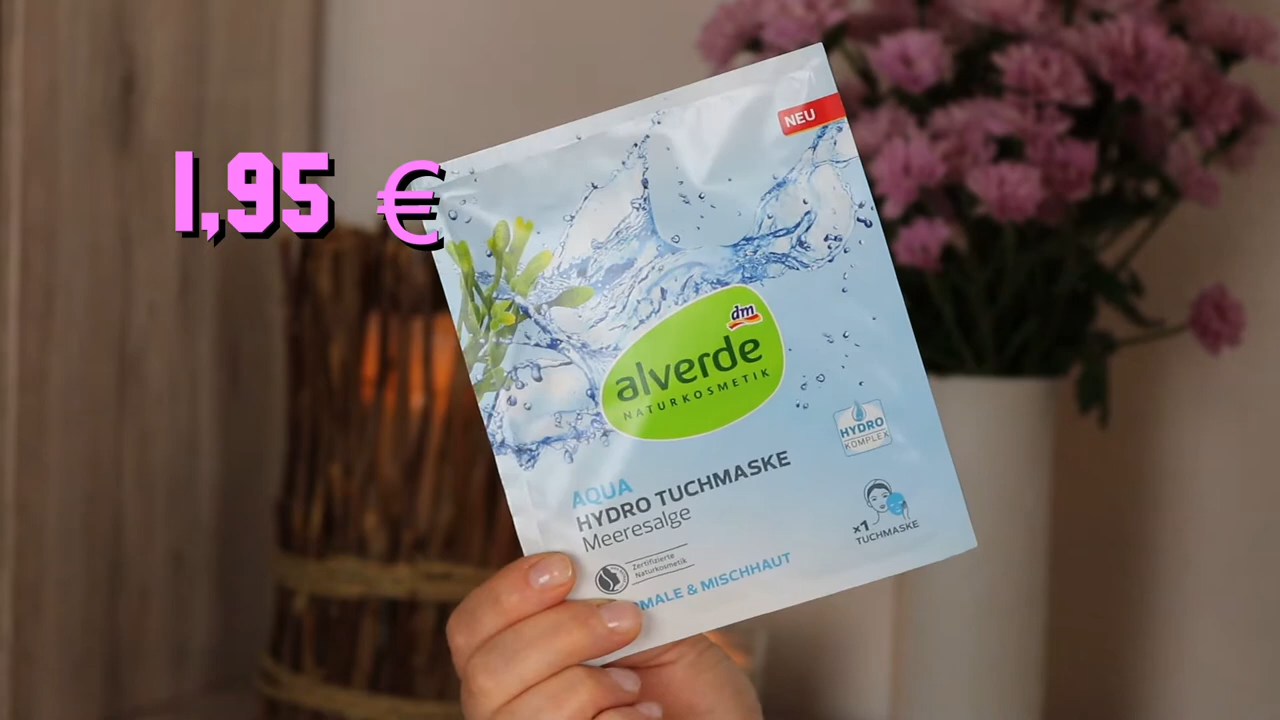 1,95 €
NEU
dm
alverde
NATURKOSMETIK
HYDRO
KOMPLEX
AQUA
HYDRO TUCHMASKE
Meeresalge
x1
TUCHMASKE
Zertifizierte
Naturkosmetik
MALE & MISCHHAUT